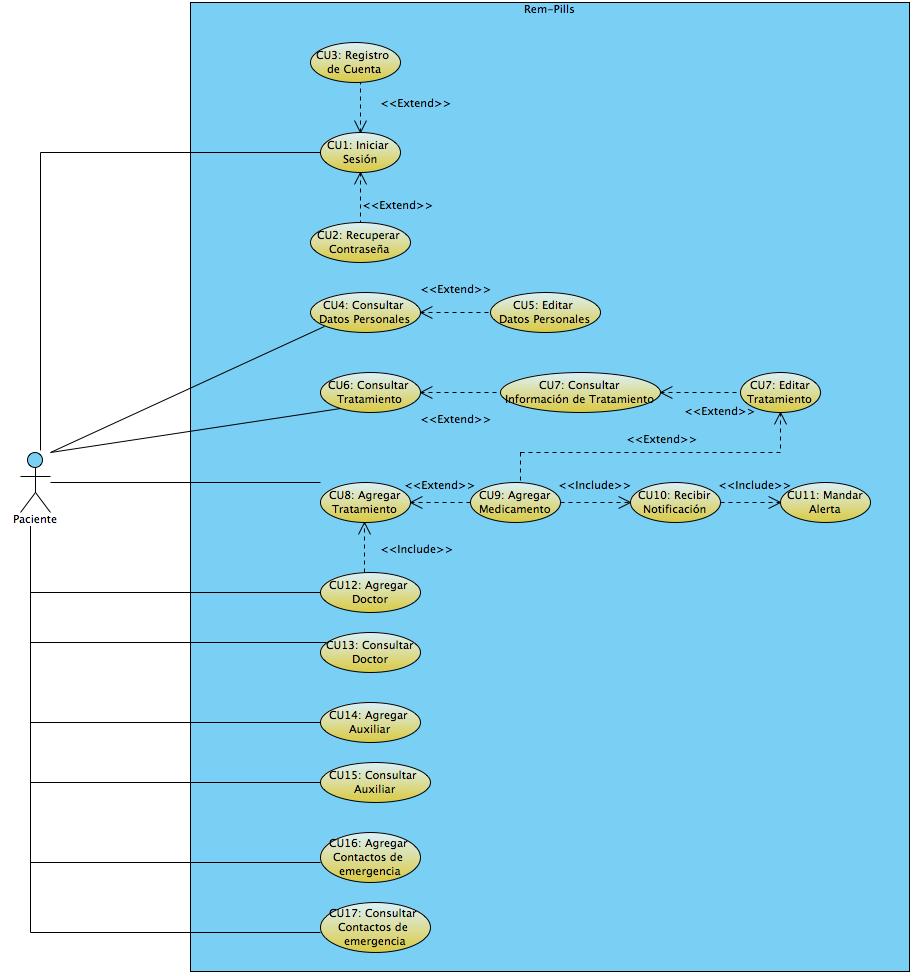 Rem-Pills
CU3: Registro
de Cuenta
<<Extend>>
CU1: Iniciar
Sesión
<<Extend>>
CU2: Recuperar
Contraseña
<<Extend>>
CU4: Consultar
Datos Personales
CU5: Editar
Datos Personales
CU6: Consultar
Tratamiento
CU7: Consultar
Información de Tratamiento
CU7: Editar
Tratamiento
<<Extend>>
<<Extend>>
<<Extend>>
Paciente
CU8: Agregar
Tratamiento
<<Extend>>
CU9: Agregar
Medicamento
<<Include>>
CU10: Recibir
Notificación
<<Include>>
CU11: Mandar
Alerta
<<Include>>
CU12: Agregar
Doctor
CU13: Consultar
Doctor
CU14: Agregar
Auxiliar
CU15: Consultar
Auxiliar
CU16: Agregar
Contactos de
emergencia
CU17: Consultar
Contactos de
emergencia